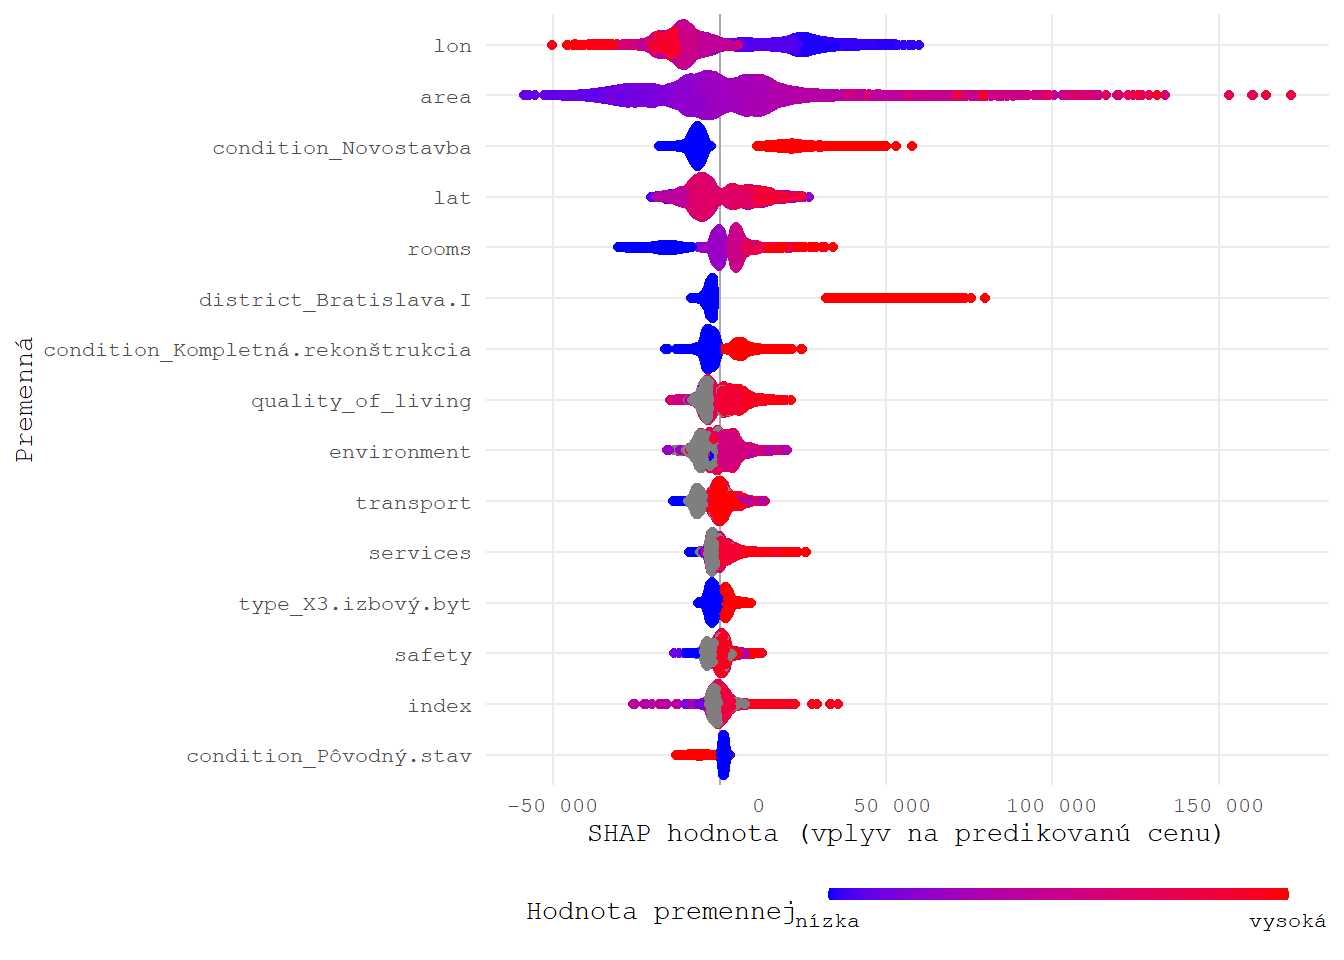 Premenná
lon
area
condition_Novostavba
lat
rooms
district_Bratislava.I
condition_Kompletná.rekonštrukcia
quality_of_living
environment
transport
services
type_X3.izbový.byt
safety
index
condition_Pôvodný.stav
-50 000 0 50 000 100 000 150 000
SHAP hodnota (vplyv na predikovanú cenu)
Hodnota premennej
nízka vysoká